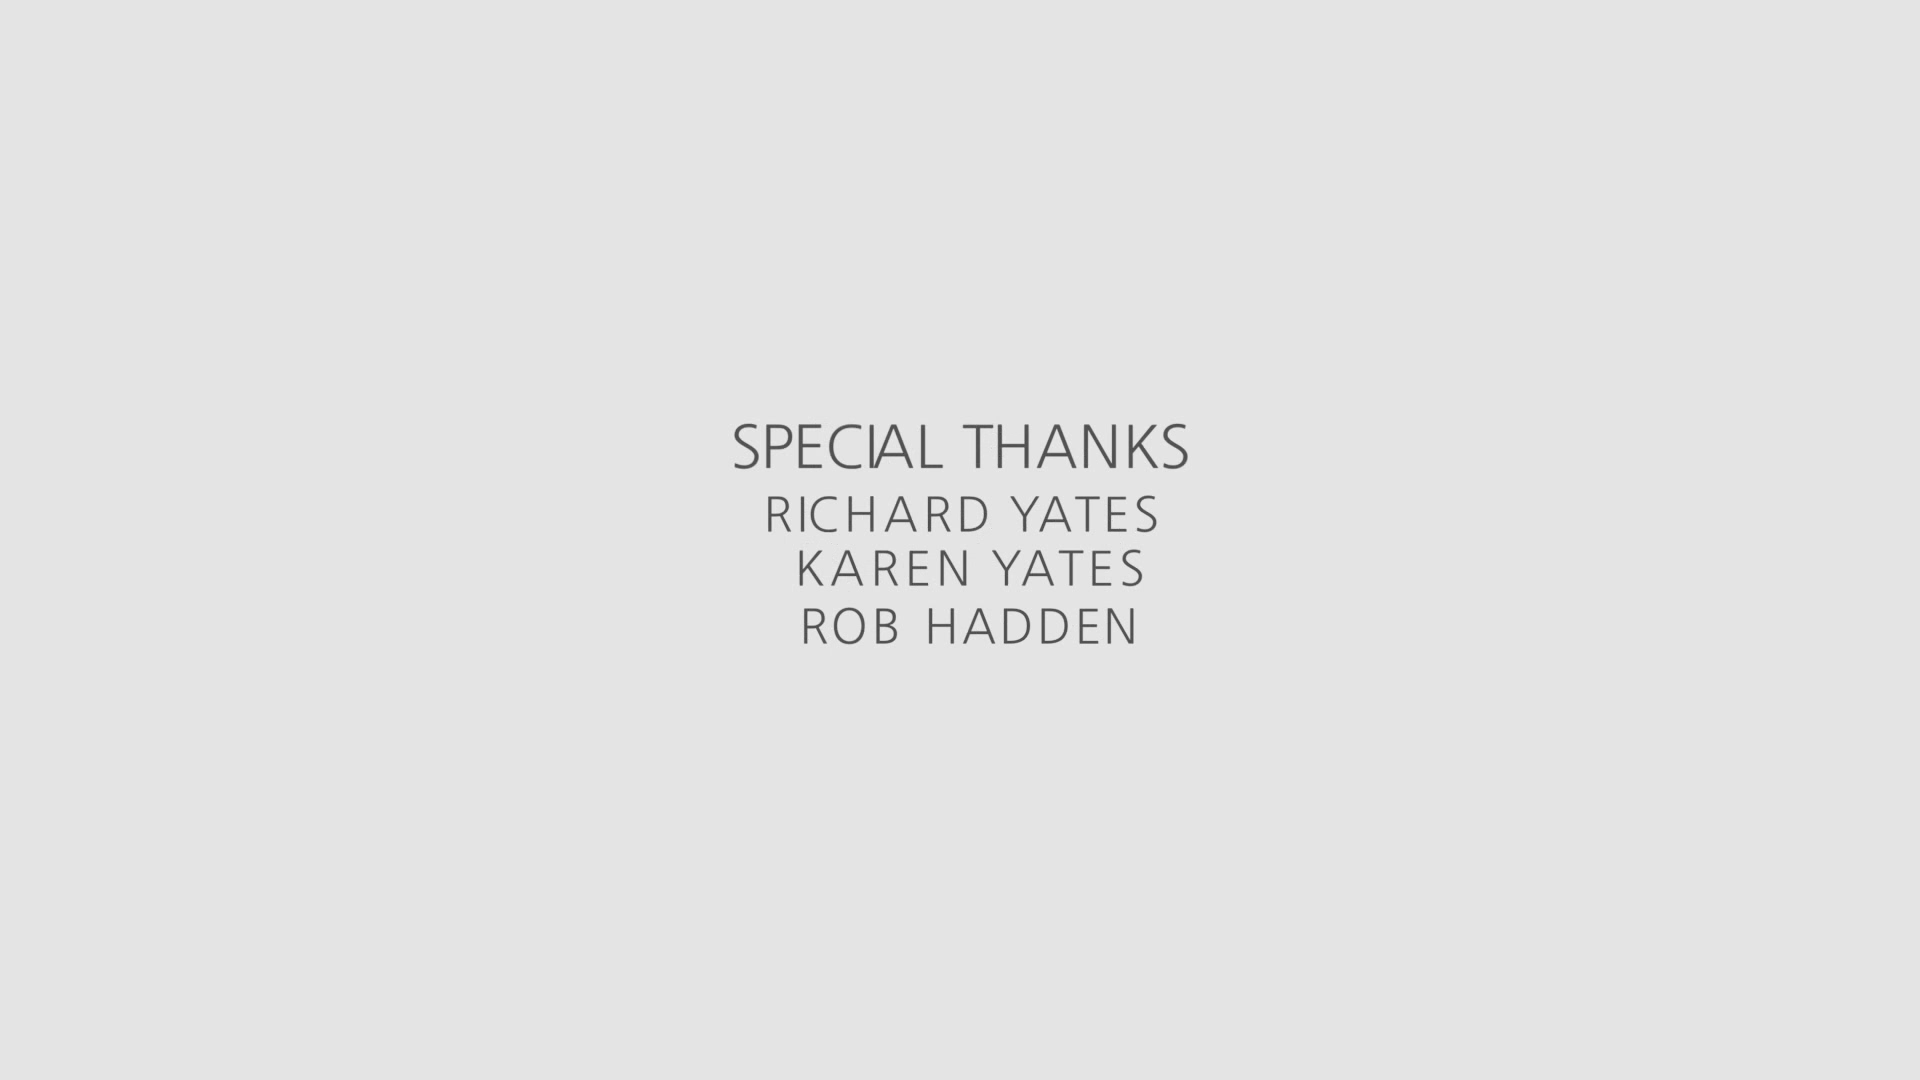 SPECIAL THANKS
RICHARD YATES
KAREN YATES
ROB HADDEN